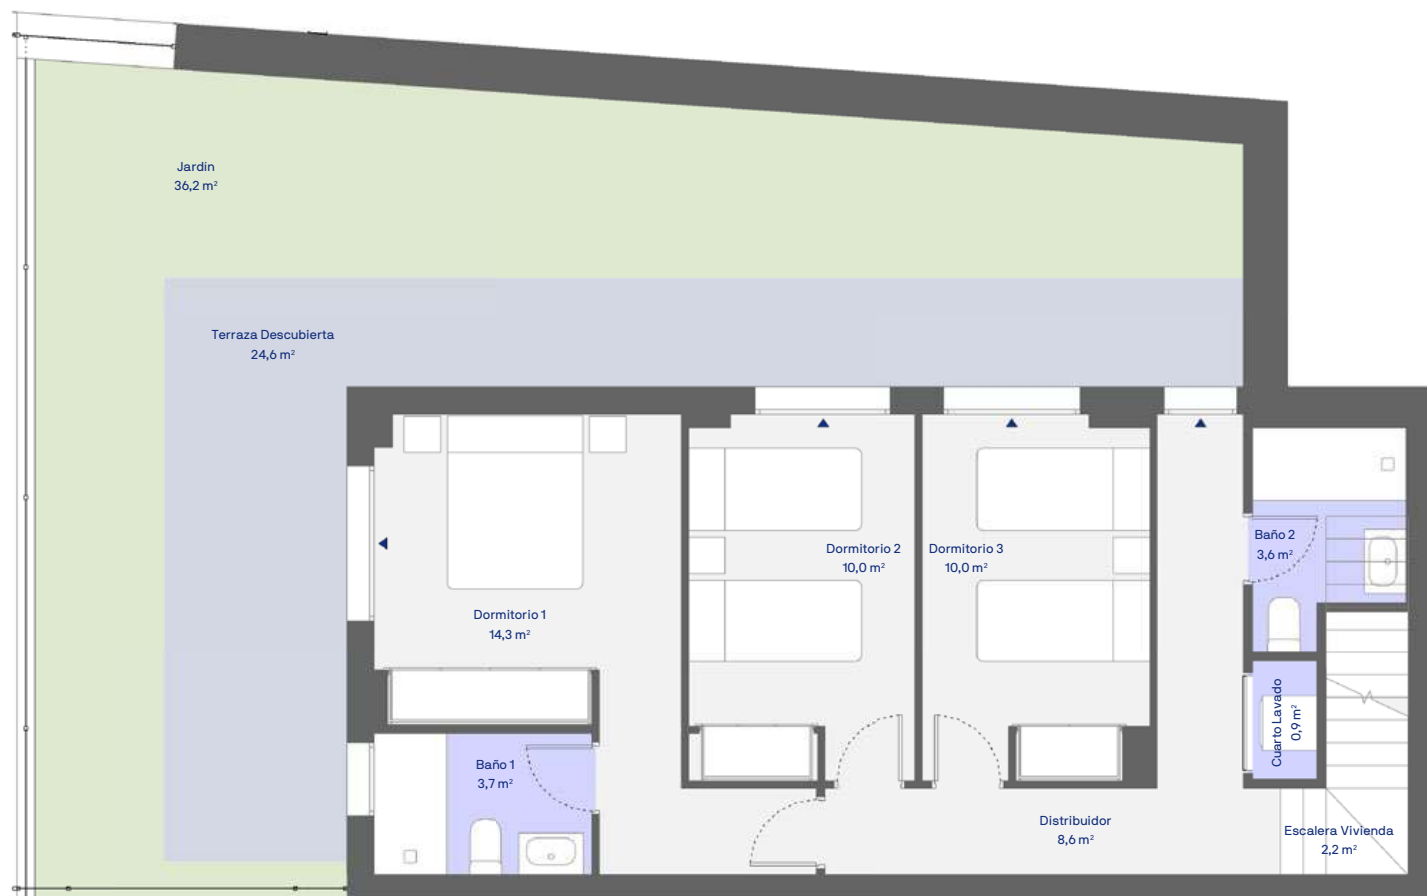 Jardín
36,2 m²
Terraza Descubierta
24,6 m²
Dormitorio 1
14,3 m²
Dormitorio 2
10,0 m²
Dormitorio 3
10,0 m²
Baño 2
3,6 m²
Cuarto Lavado
0,9 m²
Baño 1
3,7 m²
Distribuidor
8,6 m²
Escalera Vivienda
2,2 m²